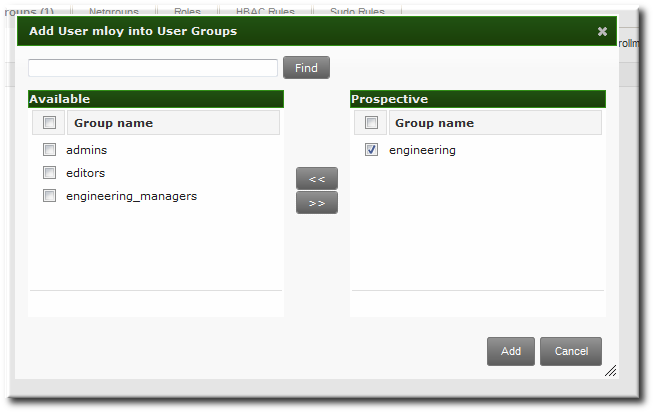 roups (1) Netgroups Roles HBAC Rules Sudo Rules
Add User mloy into User Groups
rollm
Find
Available Prospective
Group name Group name
admins engineering
editors
engineering_managers
<<
>>
Add Cancel